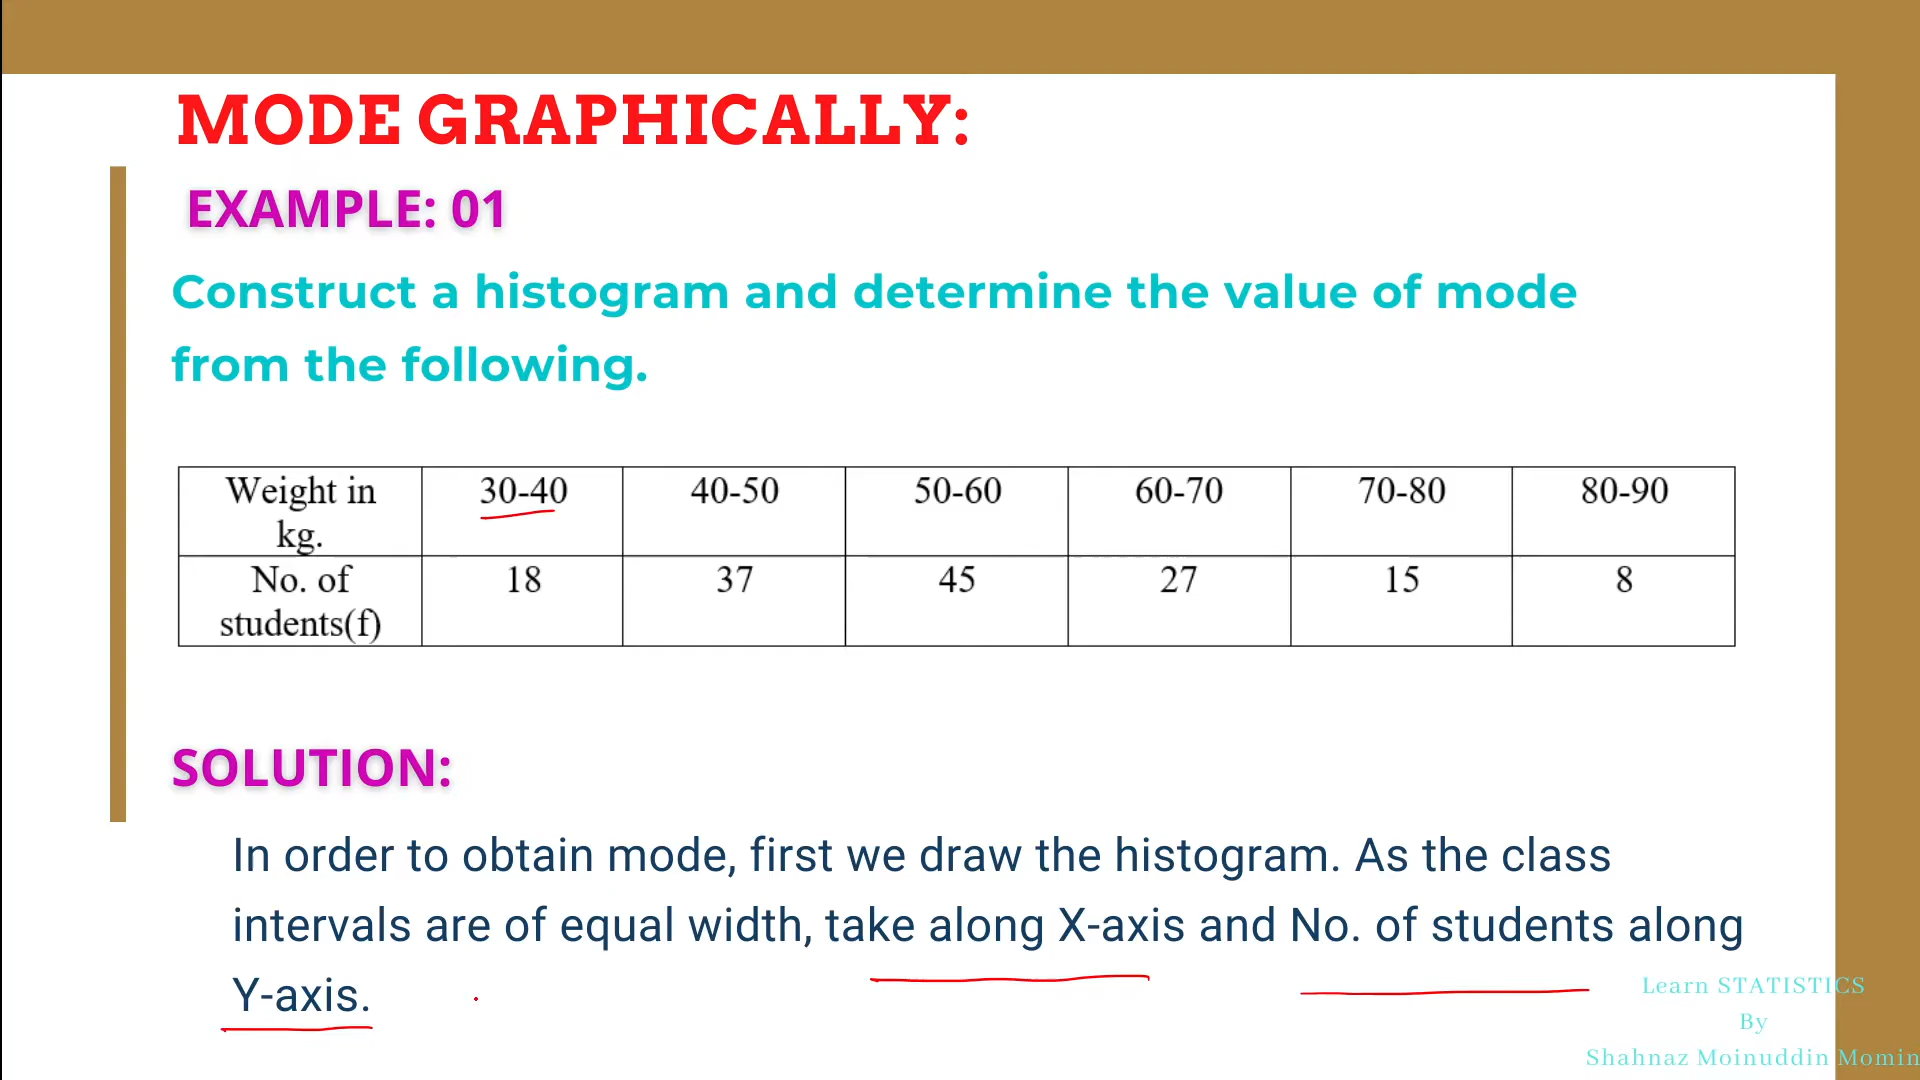 MODE GRAPHICALLY:
EXAMPLE: 01
Construct a histogram and determine the value of mode
from the following.
Weight in kg. 30-40 40-50 50-60 60-70 70-80 80-90
No. of students(f) 18 37 45 27 15 8
SOLUTION:
In order to obtain mode, first we draw the histogram. As the class
intervals are of equal width, take along X-axis and No. of students along
Y-axis.
Learn STATISTICS
By
Shahnaz Moinuddin Momin